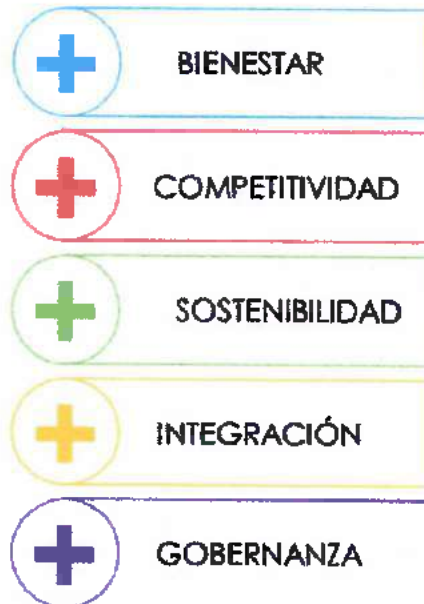 BIENESTAR
COMPETITIVIDAD
SOSTENIBILIDAD
INTEGRACIÓN
GOBERNANZA